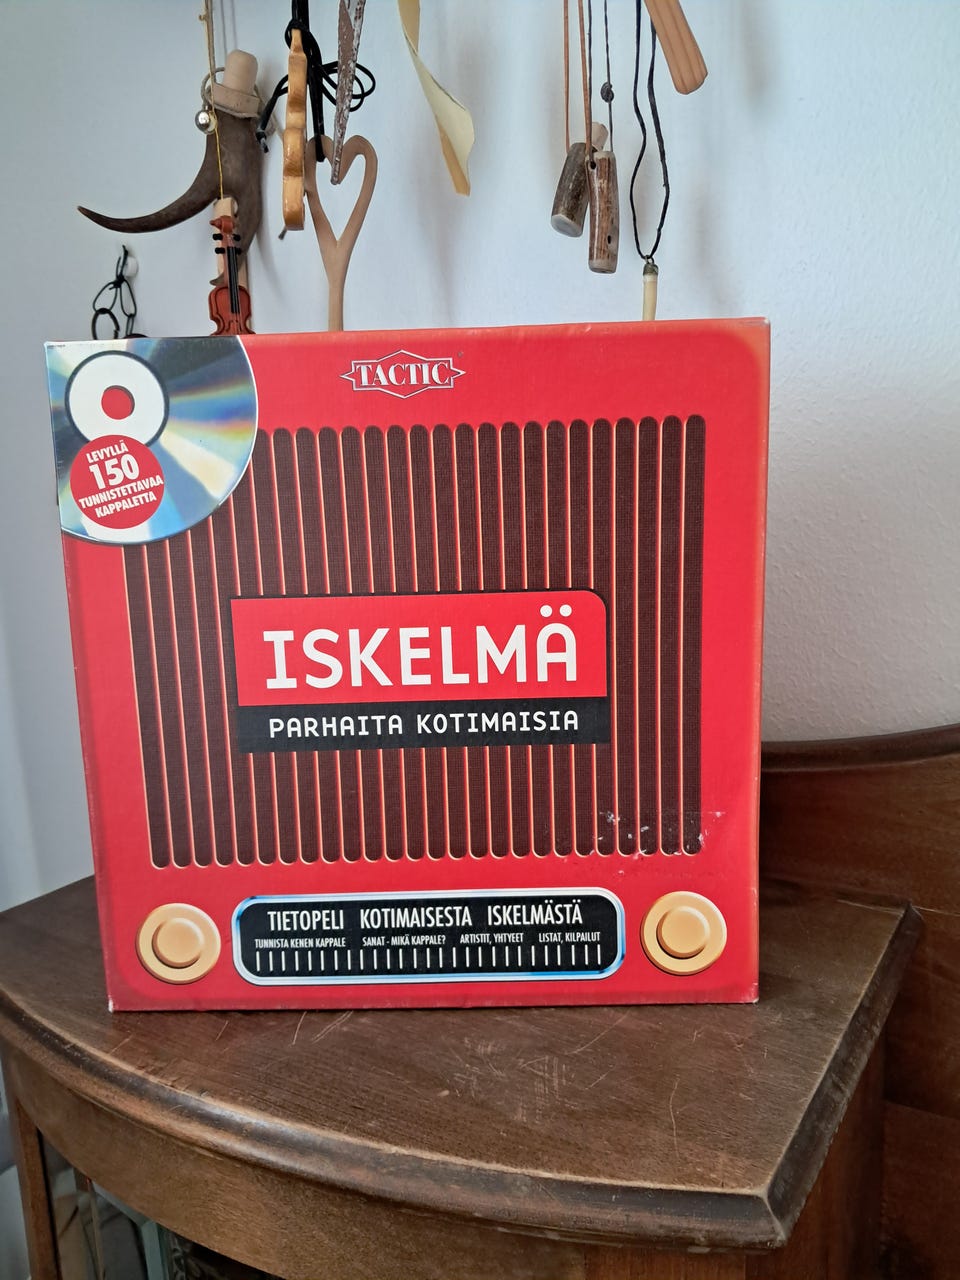 TACTIC
LEVYLLÄ
150
TUNNISTETTAVAA
KAPPALETTA
ISKELMÄ
PARHAITA KOTIMAISIA
TIETOPELI KOTIMAISESTA ISKELMÄSTÄ
TUNNISTA KENEN KAPPALE SANAT - MIKÄ KAPPALE? ARTISTIT, YHTYEET LISTAT, KILPAILUT